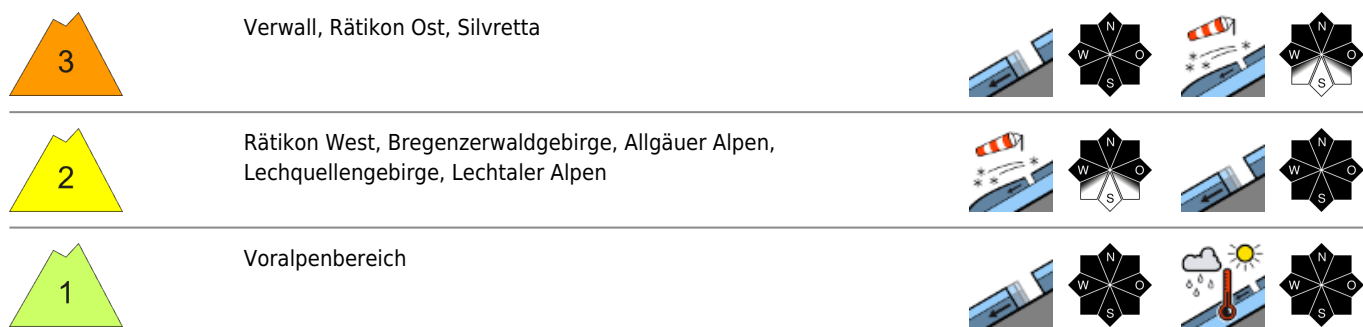 3
Verwall, Rätikon Ost, Silvretta
N
W O
S
N
W O
S
2
Rätikon West, Bregenzerwaldgebirge, Allgäuer Alpen,
Lechquellengebirge, Lechtaler Alpen
N
W O
S
N
W O
S
1
Voralpenbereich
N
W O
S
N
W O
S